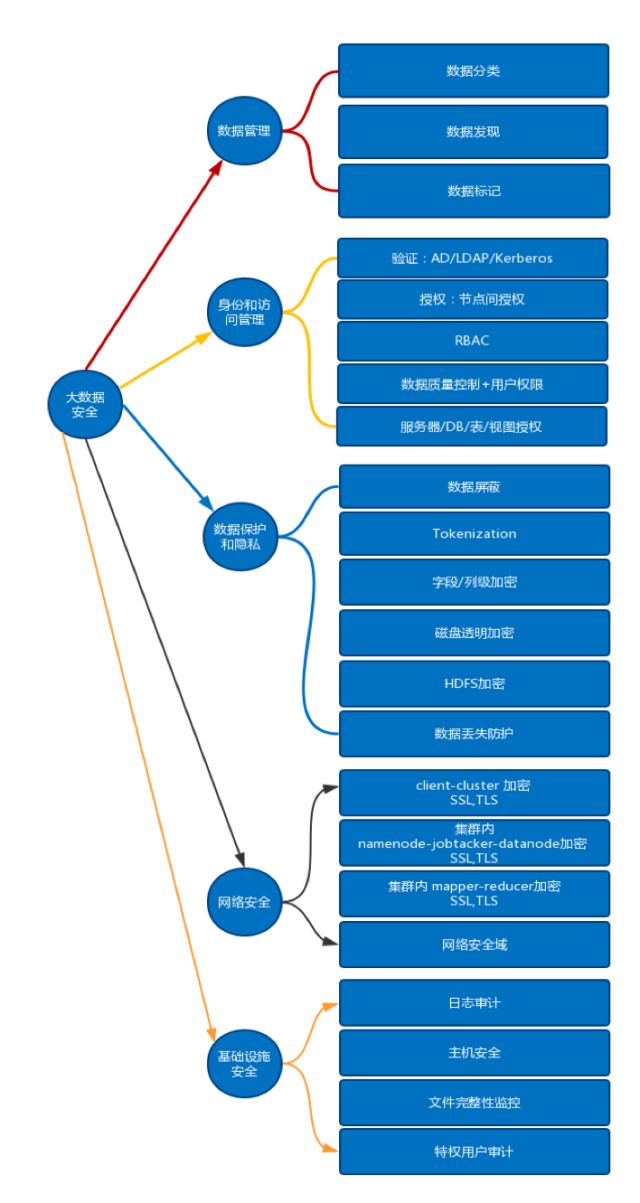 大数据
安全
数据管理
数据分类
数据发现
数据标记
身份和访
问管理
验证：AD/LDAP/Kerberos
授权：节点间授权
RBAC
数据质量控制+用户权限
服务器/DB/表/视图授权
数据保护
和隐私
数据屏蔽
Tokenization
字段/列级加密
磁盘透明加密
HDFS加密
数据丢失防护
网络安全
client-cluster 加密
SSL,TLS
集群内
namenode-jobtacker-datanode加密
SSL,TLS
集群内 mapper-reducer加密
SSL,TLS
网络安全域
基础设施
安全
日志审计
主机安全
文件完整性监控
特权用户审计